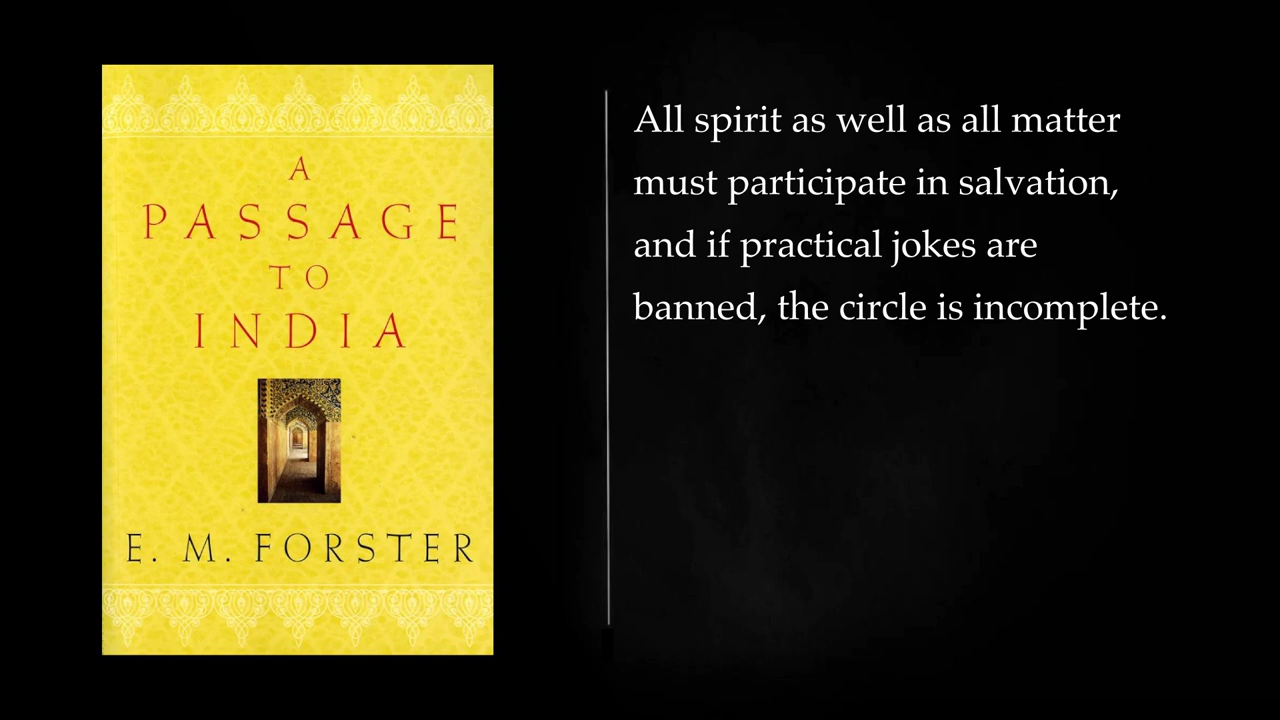 A
PASSAGE
TO
INDIA
E. M. FORSTER
All spirit as well as all matter
must participate in salvation,
and if practical jokes are
banned, the circle is incomplete.